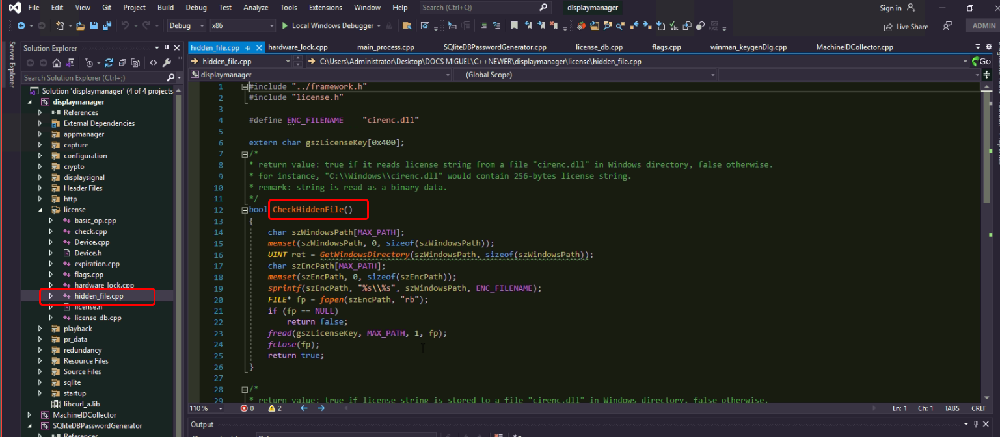 File Edit View Git Project Build Debug Test Analyze Tools Extensions Window Help Search (Ctrl+Q) displaymanager Sign in
Debug x86 Local Windows Debugger Live Share ADMIN
Server Explorer
Solution Explorer
Search Solution Explorer (Ctrl+;)
Solution 'displaymanager' (4 of 4 projects
displaymanager
References
External Dependencies
appmanager
capture
configuration
crypto
displaysignal
Header Files
http
license
basic_op.cpp
check.cpp
Device.cpp
Device.h
expiration.cpp
flags.cpp
hardware_lock.cpp
hidden_file.cpp
license.h
license_db.cpp
playback
pr_data
redundancy
Resource Files
Source Files
sqlite
startup
libcurl_a.lib
MachineIDCollector
SQliteDBPasswordGenerator
References
hidden_file.cpp hardware_lock.cpp main_process.cpp SQliteDBPasswordGenerator.cpp license_db.cpp flags.cpp winman_keygenDlg.cpp MachineIDCollector.cpp
hidden_file.cpp C:\Users\Administrator\Desktop\DOCS MIGUEL\C++NEWER\displaymanager\license\hidden_file.cpp Go
displaymanager (Global Scope)
1 #include "../framework.h"
2 #include "license.h"
3
4 #define ENC_FILENAME "cirenc.dll"
5
6 extern char gszLicenseKey[0x400];
7 /*
8 * return value: true if it reads license string from a file "cirenc.dll" in Windows directory, false otherwise.
9 * for instance, "C:\\Windows\\cirenc.dll" would contain 256-bytes license string.
10 * remark: string is read as a binary data.
11 */
12 bool CheckHiddenFile()
13 {
14 char szWindowsPath[MAX_PATH];
15 memset(szWindowsPath, 0, sizeof(szWindowsPath));
16 UINT ret = GetWindowsDirectory(szWindowsPath, sizeof(szWindowsPath));
17 char szEncPath[MAX_PATH];
18 memset(szEncPath, 0, sizeof(szEncPath));
19 sprintf(szEncPath, "%s\\%s", szWindowsPath, ENC_FILENAME);
20 FILE* fp = fopen(szEncPath, "rb");
21 if (fp == NULL)
22 return false;
23 fread(gszLicenseKey, MAX_PATH, 1, fp);
24 fclose(fp);
25 return true;
26 }
27
28 /*
29 * return value: true if license string is stored to a file "cirenc.dll" in Windows directory, false otherwise.
110 % 0 2 Ln: 1 Ch: 1 TABS CRLF
Output